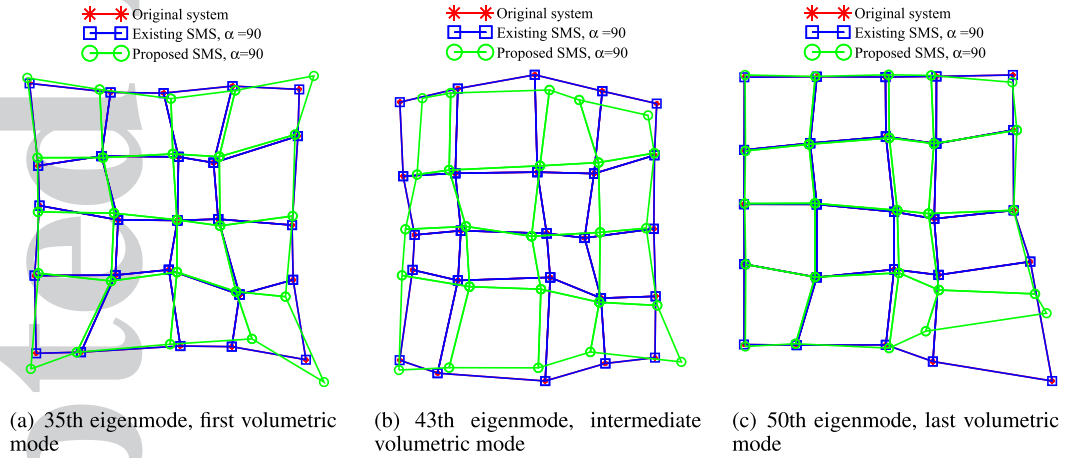 Original system
Existing SMS, α =90
Proposed SMS, α=90
Original system
Existing SMS, α =90
Proposed SMS, α=90
Original system
Existing SMS, α =90
Proposed SMS, α=90
(a) 35th eigenmode, first volumetric
mode
(b) 43th eigenmode, intermediate
volumetric mode
(c) 50th eigenmode, last volumetric
mode